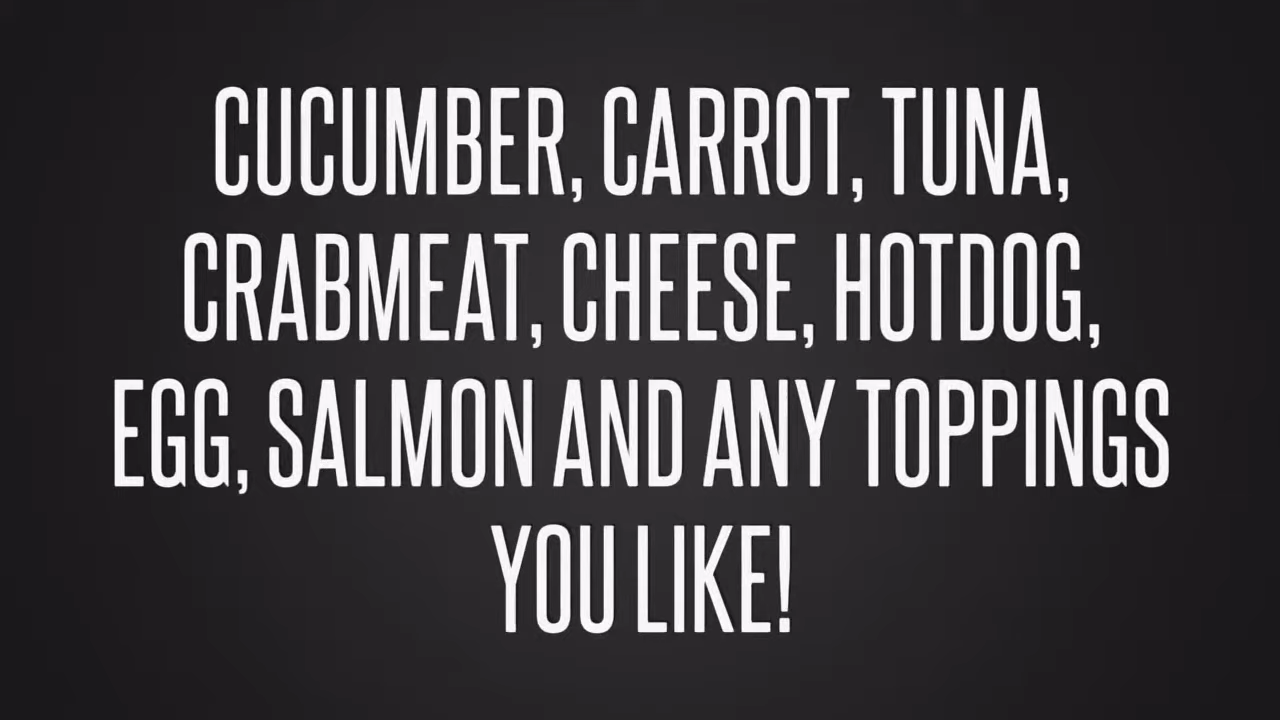 CUCUMBER, CARROT, TUNA,
CRABMEAT, CHEESE, HOTDOG,
EGG, SALMON AND ANY TOPPINGS
YOU LIKE!